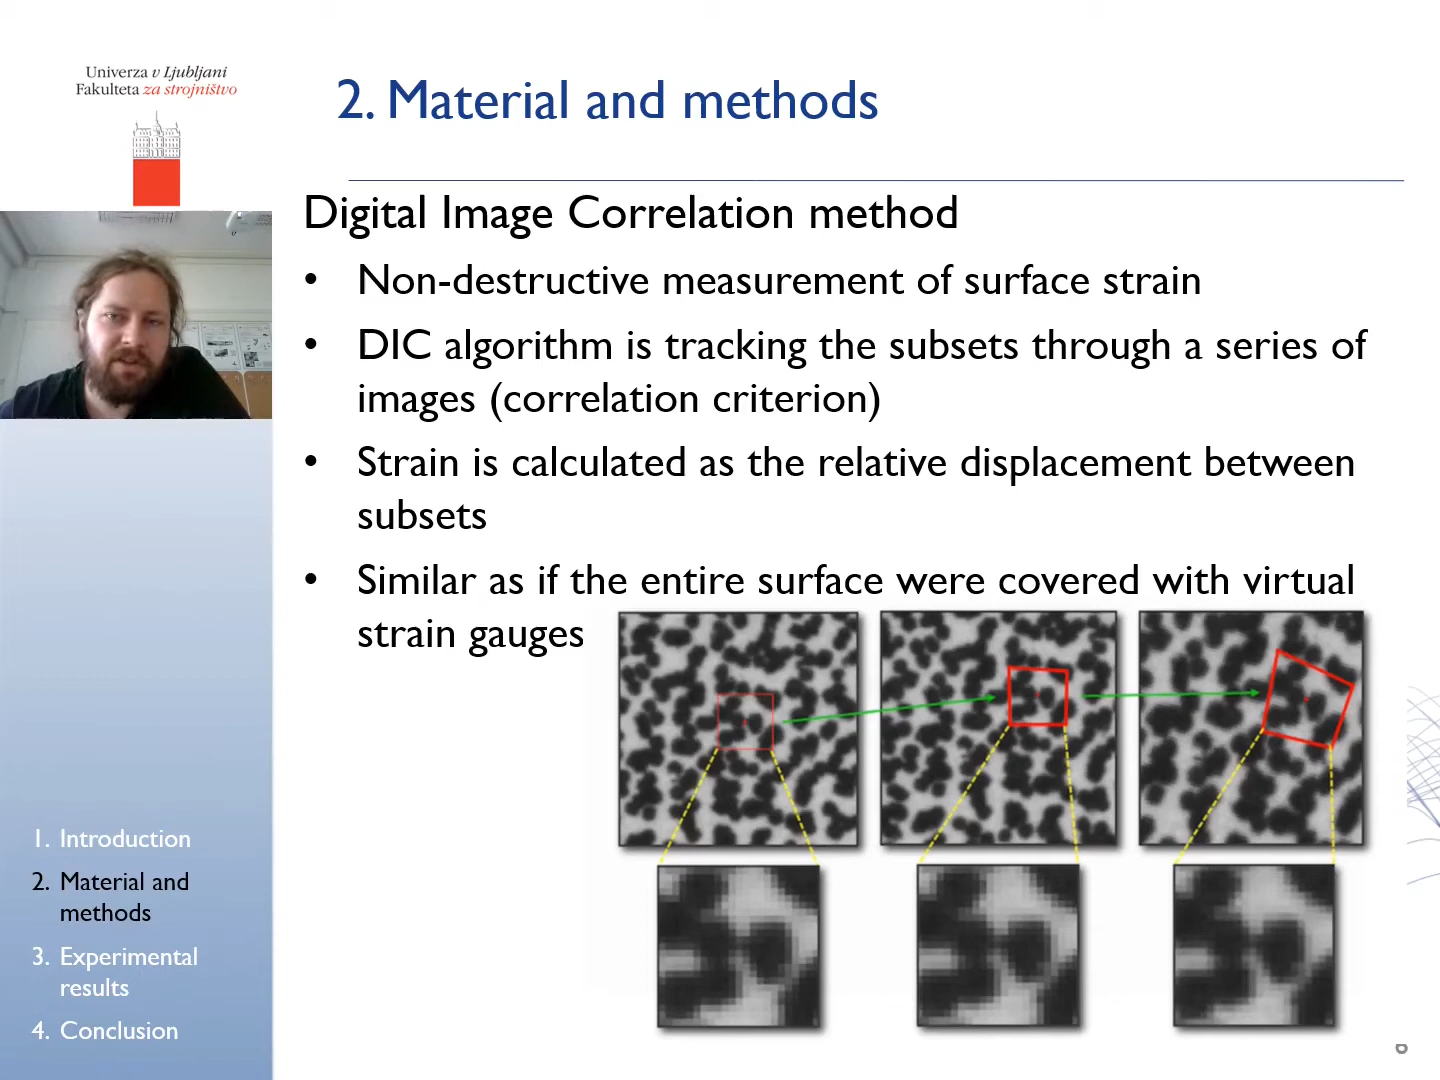 Univerza v Ljubljani
Fakulteta za strojništvo
2. Material and methods
Digital Image Correlation method
• Non-destructive measurement of surface strain
• DIC algorithm is tracking the subsets through a series of
images (correlation criterion)
• Strain is calculated as the relative displacement between
subsets
• Similar as if the entire surface were covered with virtual
strain gauges
1. Introduction
2. Material and
methods
3. Experimental
results
4. Conclusion